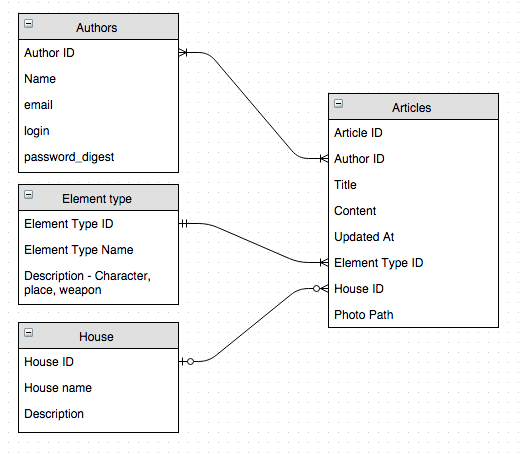 Authors
Author ID
Name
email
login
password_digest
Element type
Element Type ID
Element Type Name
Description - Character,
place, weapon
House
House ID
House name
Description
Articles
Article ID
Author ID
Title
Content
Updated At
Element Type ID
House ID
Photo Path